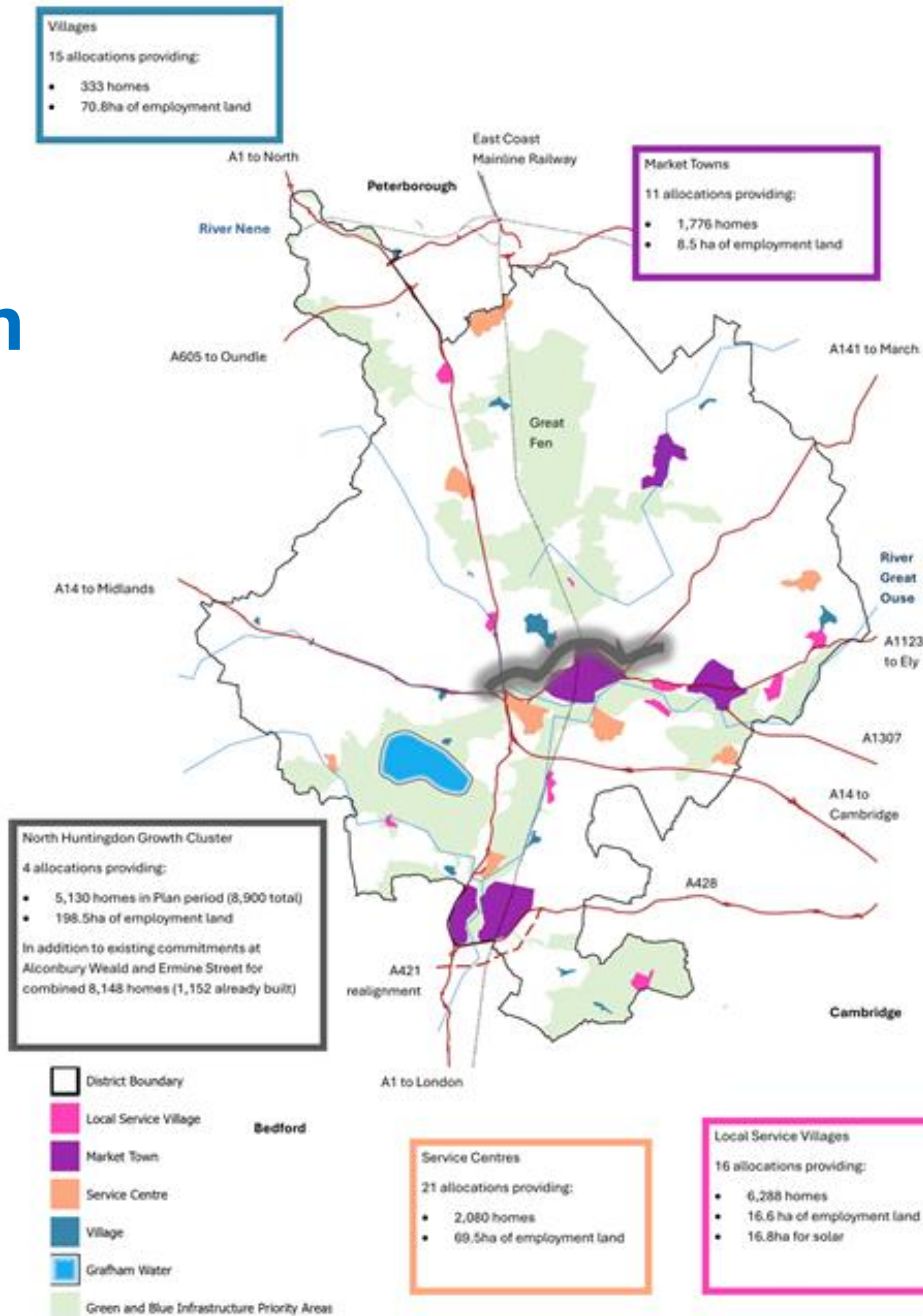 Villages
15 allocations providing:
• 333 homes
• 70.8ha of employment land
A1 to North
East Coast
Mainline Railway
Peterborough
Market Towns
11 allocations providing:
• 1,776 homes
• 8.5 ha of employment land
River Nene
n
A605 to Oundle
A141 to March
Great
Fen
A14 to Midlands
River
Great
Ouse
A1123
to Ely
A1307
A14 to
Cambridge
North Huntingdon Growth Cluster
4 allocations providing:
• 5,130 homes in Plan period (8,900 total)
• 198.5ha of employment land
In addition to existing commitments at
Alconbury Weald and Ermine Street for
combined 8,148 homes (1,152 already built)
A428
A421
realignment
Cambridge
A1 to London
District Boundary
Local Service Village
Bedford
Market Town
Service Centre
Village
Grafham Water
Green and Blue Infrastructure Priority Areas
Service Centres
21 allocations providing:
• 2,080 homes
• 69.5ha of employment land
Local Service Villages
16 allocations providing:
• 6,288 homes
• 16.6 ha of employment land
• 16.8ha for solar